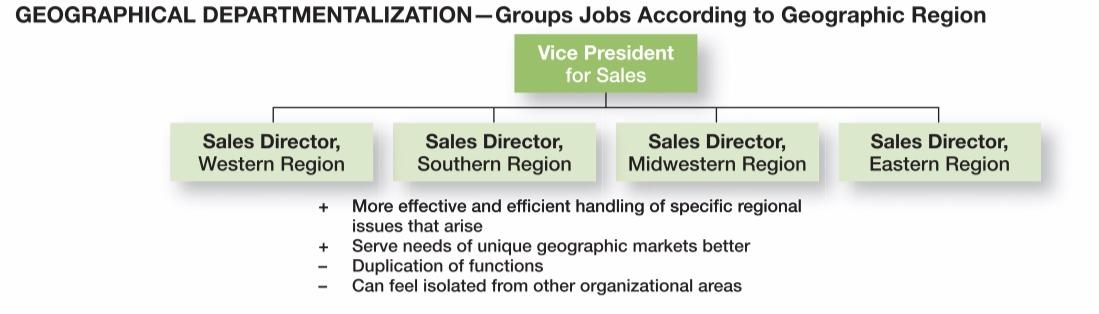 GEOGRAPHICAL DEPARTMENTALIZATION—Groups Jobs According to Geographic Region
Vice President
for Sales
Sales Director,
Western Region
Sales Director,
Southern Region
Sales Director,
Midwestern Region
Sales Director,
Eastern Region
+ More effective and efficient handling of specific regional
issues that arise
+ Serve needs of unique geographic markets better
– Duplication of functions
– Can feel isolated from other organizational areas